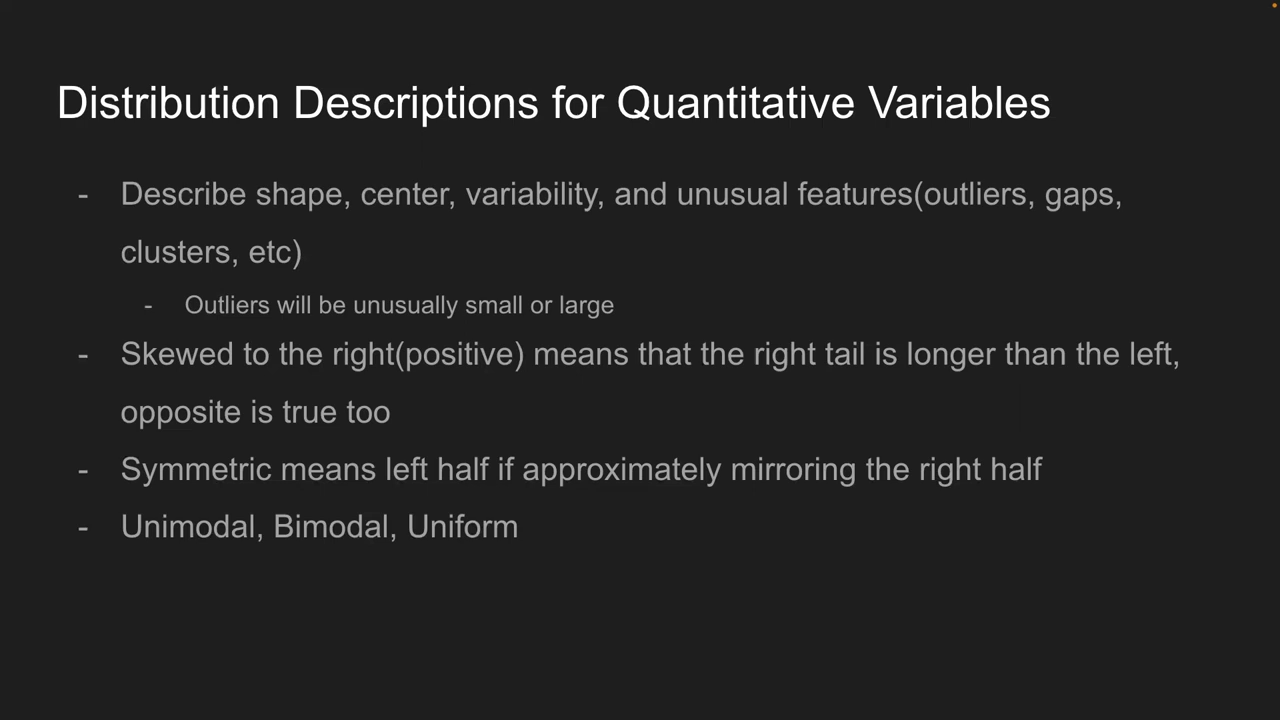 Distribution Descriptions for Quantitative Variables
- Describe shape, center, variability, and unusual features(outliers, gaps,
clusters, etc)
- Outliers will be unusually small or large
- Skewed to the right(positive) means that the right tail is longer than the left,
opposite is true too
- Symmetric means left half if approximately mirroring the right half
- Unimodal, Bimodal, Uniform